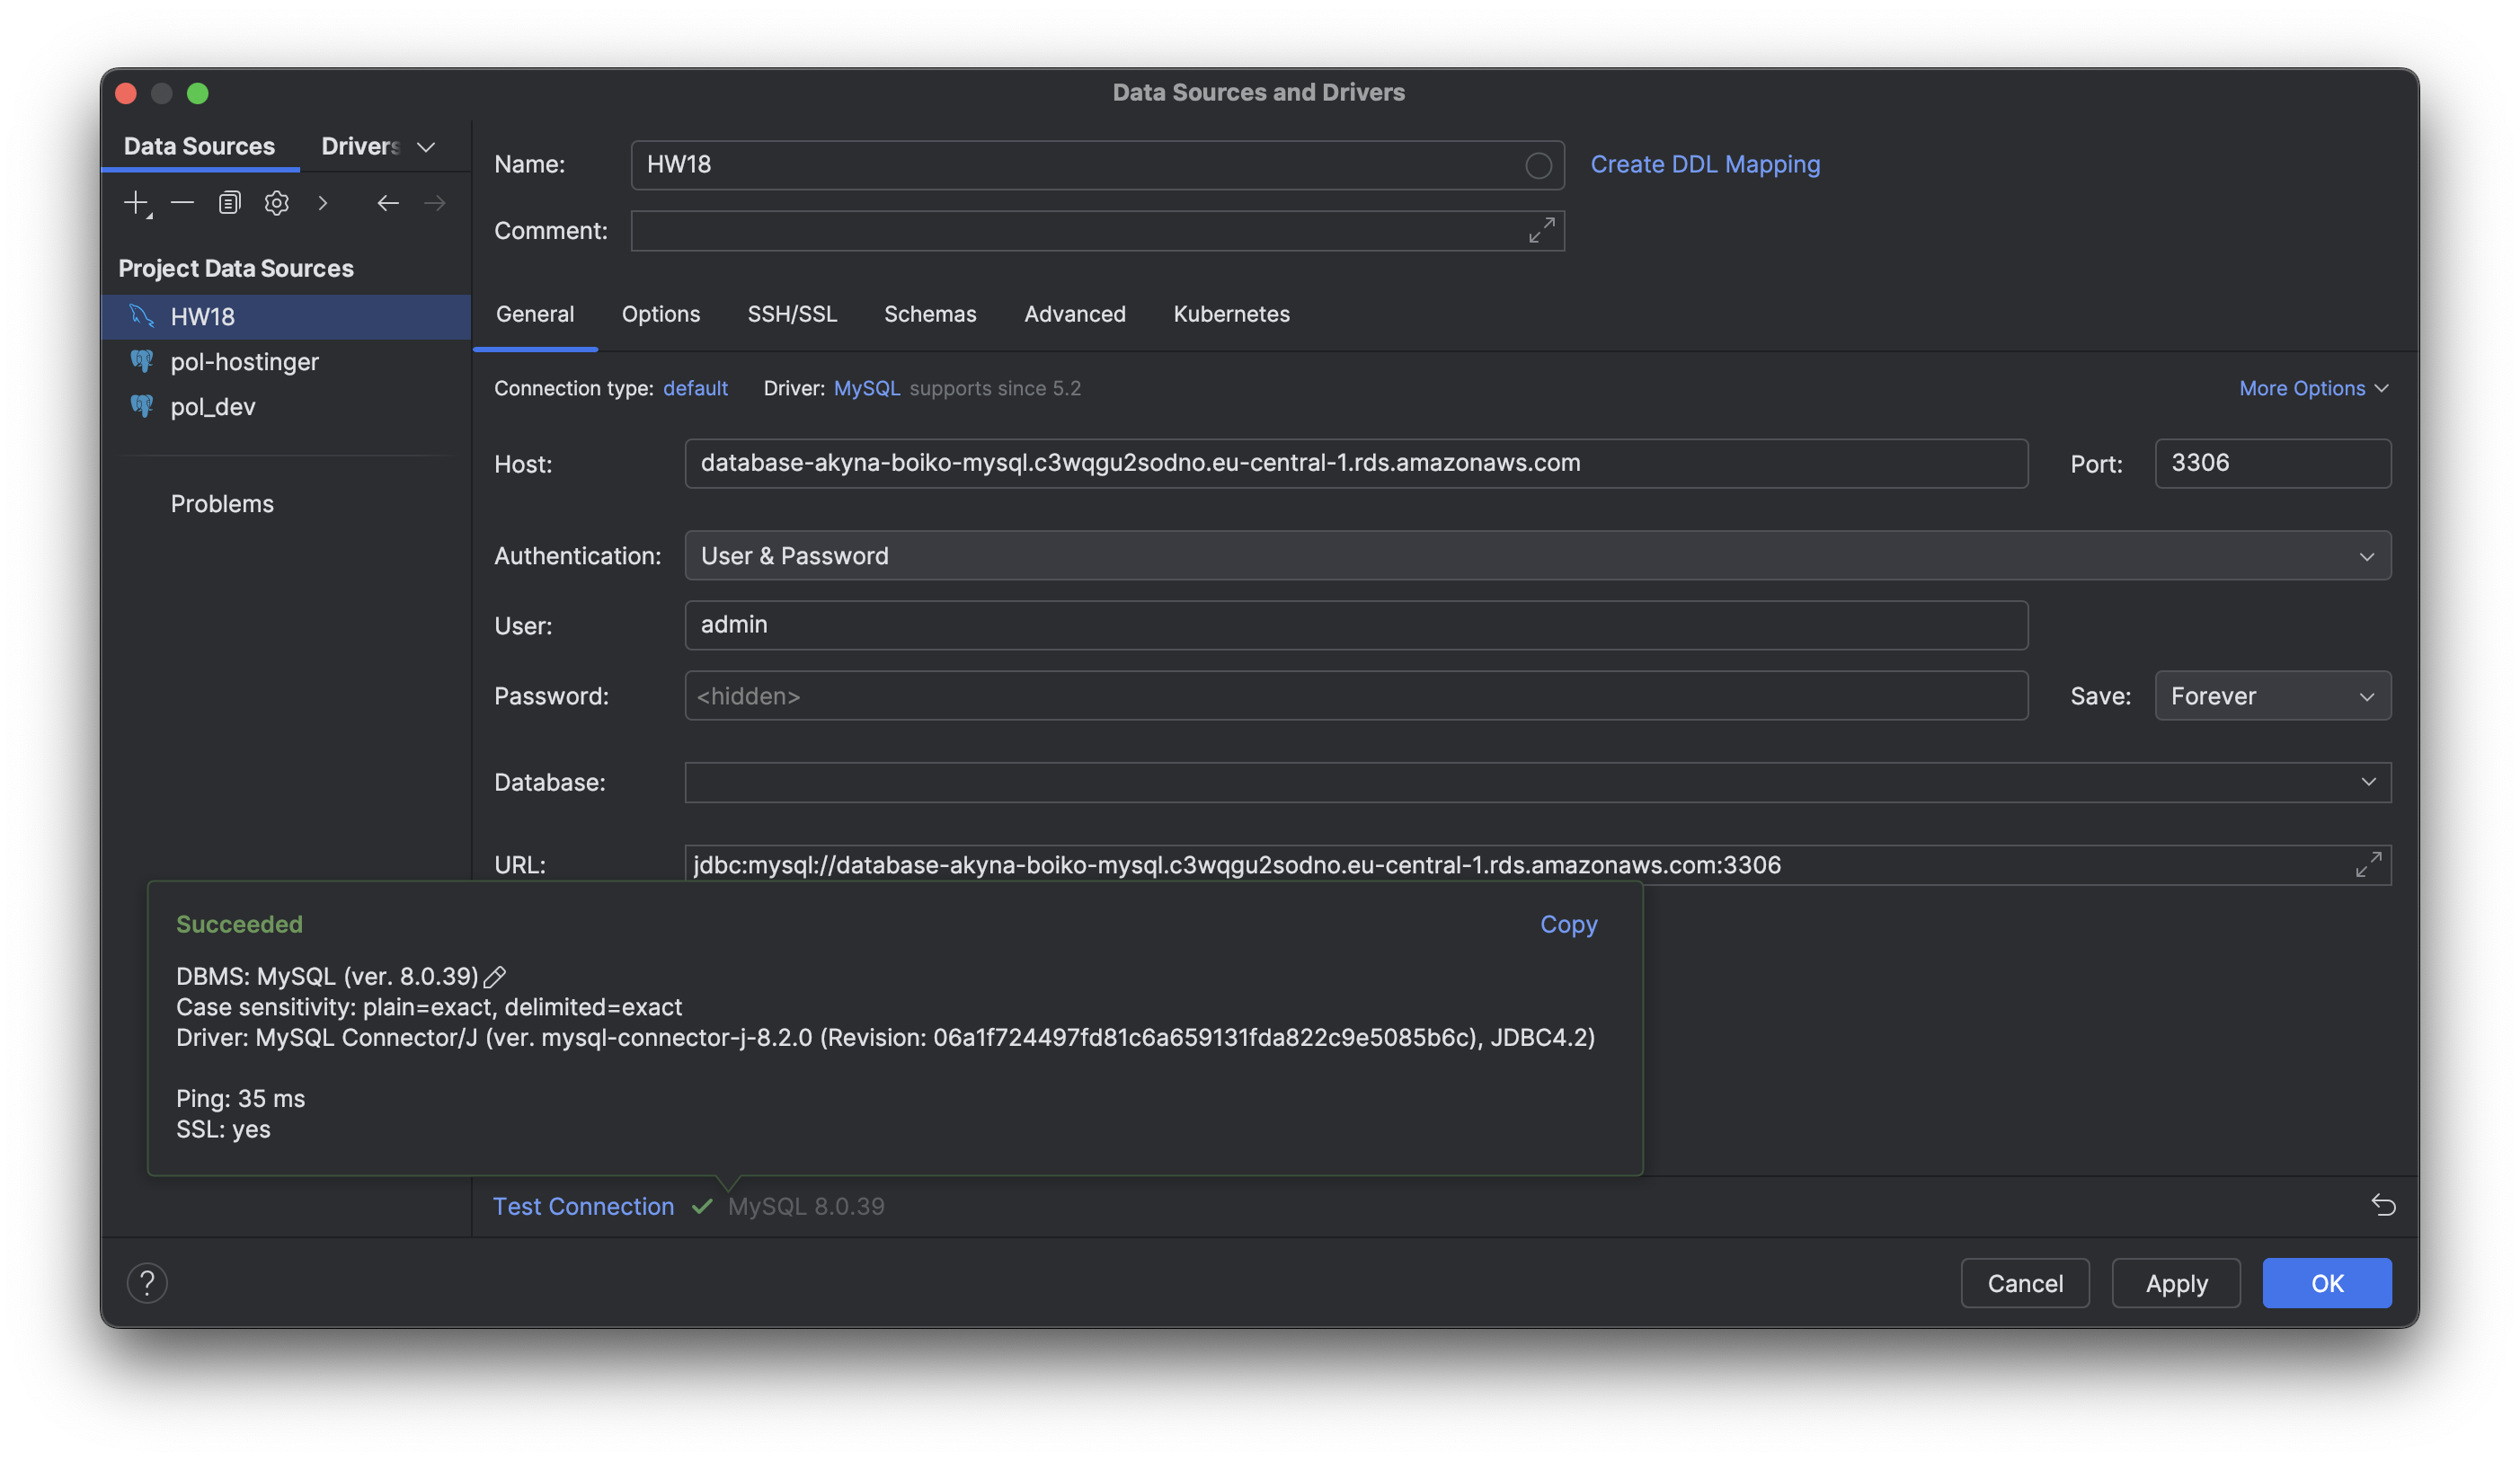 Data Sources and Drivers
Data Sources
Drivers
Project Data Sources
HW18
pol-hostinger
pol_dev
Problems
Name: HW18
Create DDL Mapping
Comment:
General Options SSH/SSL Schemas Advanced Kubernetes
Connection type: default Driver: MySQL supports since 5.2
More Options
Host: database-akyna-boiko-mysql.c3wqgu2sodno.eu-central-1.rds.amazonaws.com
Port: 3306
Authentication: User & Password
User: admin
Password: <hidden>
Save: Forever
Database:
URL: jdbc:mysql://database-akyna-boiko-mysql.c3wqgu2sodno.eu-central-1.rds.amazonaws.com:3306
Succeeded
Copy
DBMS: MySQL (ver. 8.0.39)
Case sensitivity: plain=exact, delimited=exact
Driver: MySQL Connector/J (ver. mysql-connector-j-8.2.0 (Revision: 06a1f724497fd81c6a659131fda822c9e5085b6c), JDBC4.2)
Ping: 35 ms
SSL: yes
Test Connection MySQL 8.0.39
?
Cancel
Apply
OK